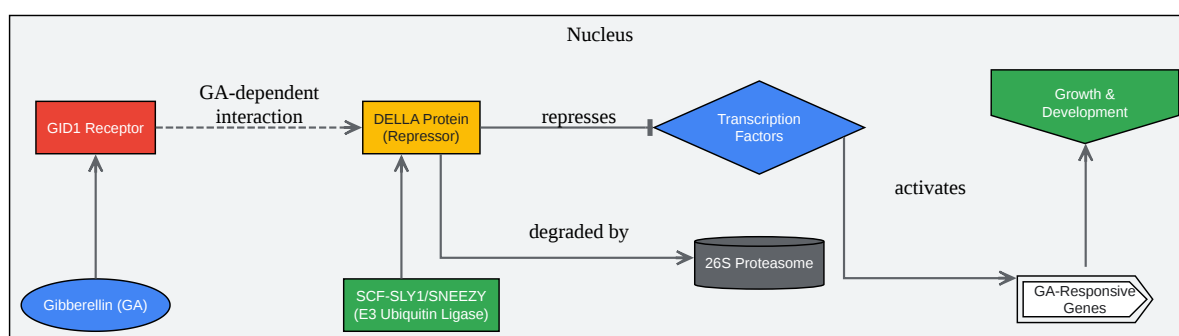 Nucleus
GA-dependent
interaction
GID1 Receptor
DELLA Protein
(Repressor)
represses
Transcription
Factors
Growth &
Development
activates
degraded by
26S Proteasome
Gibberellin (GA)
SCF-SLY1/SNEEZY
(E3 Ubiquitin Ligase)
GA-Responsive
Genes